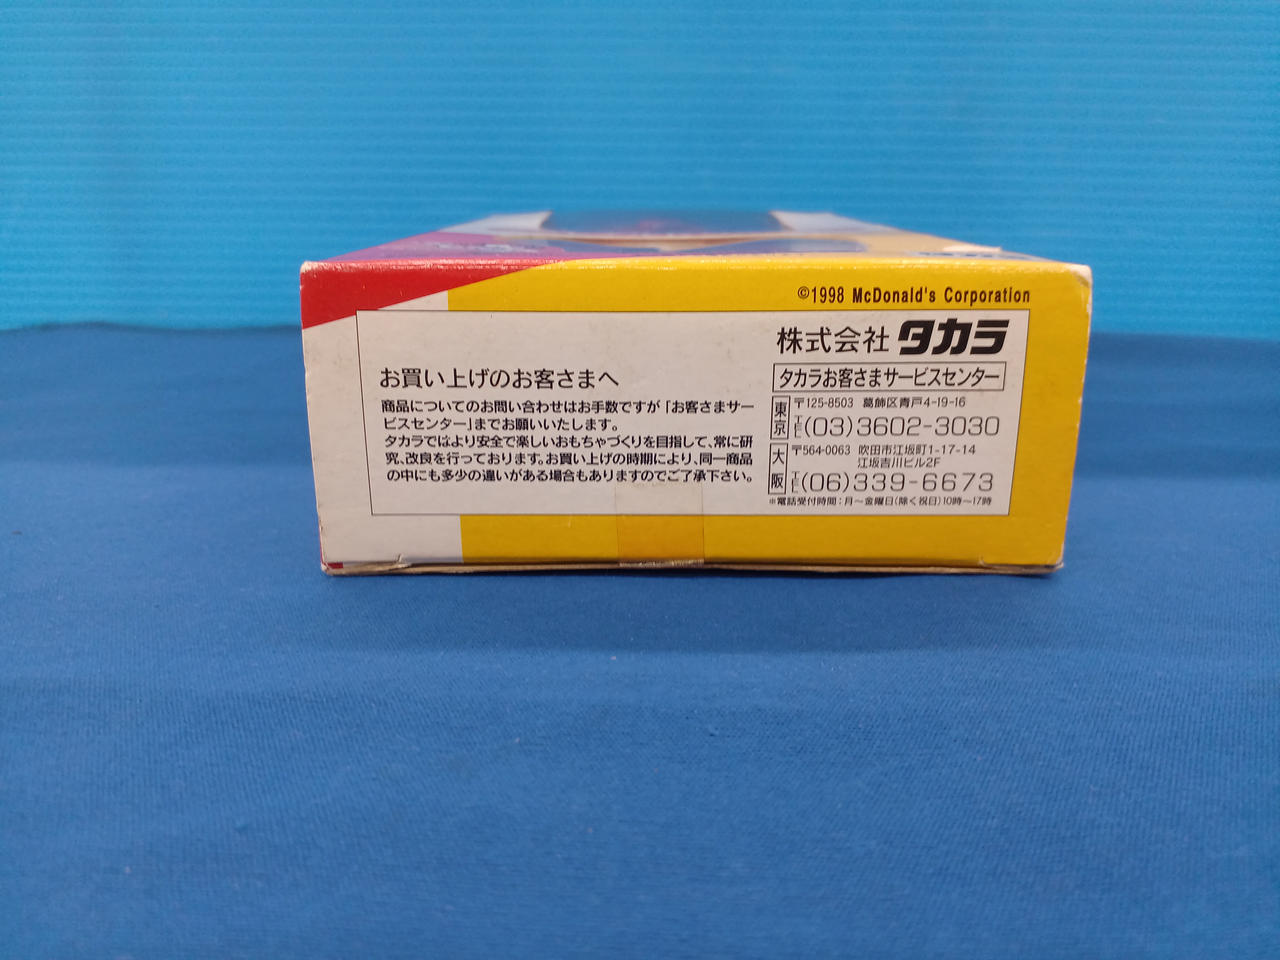 ©1998 McDonald's Corporation
株式会社 タカラ
タカラお客さまサービスセンター
東京
〒125-8503 葛飾区青戸4-19-16
TEL(03)3602-3030
大阪
〒564-0063 吹田市江坂町1-17-14
江坂吉川ビル2F
TEL(06)339-6673
※電話受付時間:月〜金曜日(除く祝日)10時〜17時
お買い上げのお客さまへ
商品についてのお問い合わせはお手数ですが「お客さまサー
ビスセンター」までお願いいたします。
タカラではより安全で楽しいおもちゃづくりを目指して、常に研
究、改良を行っております。お買い上げの時期により、同一商品
の中にも多少の違いがある場合もありますのでご了承下さい。